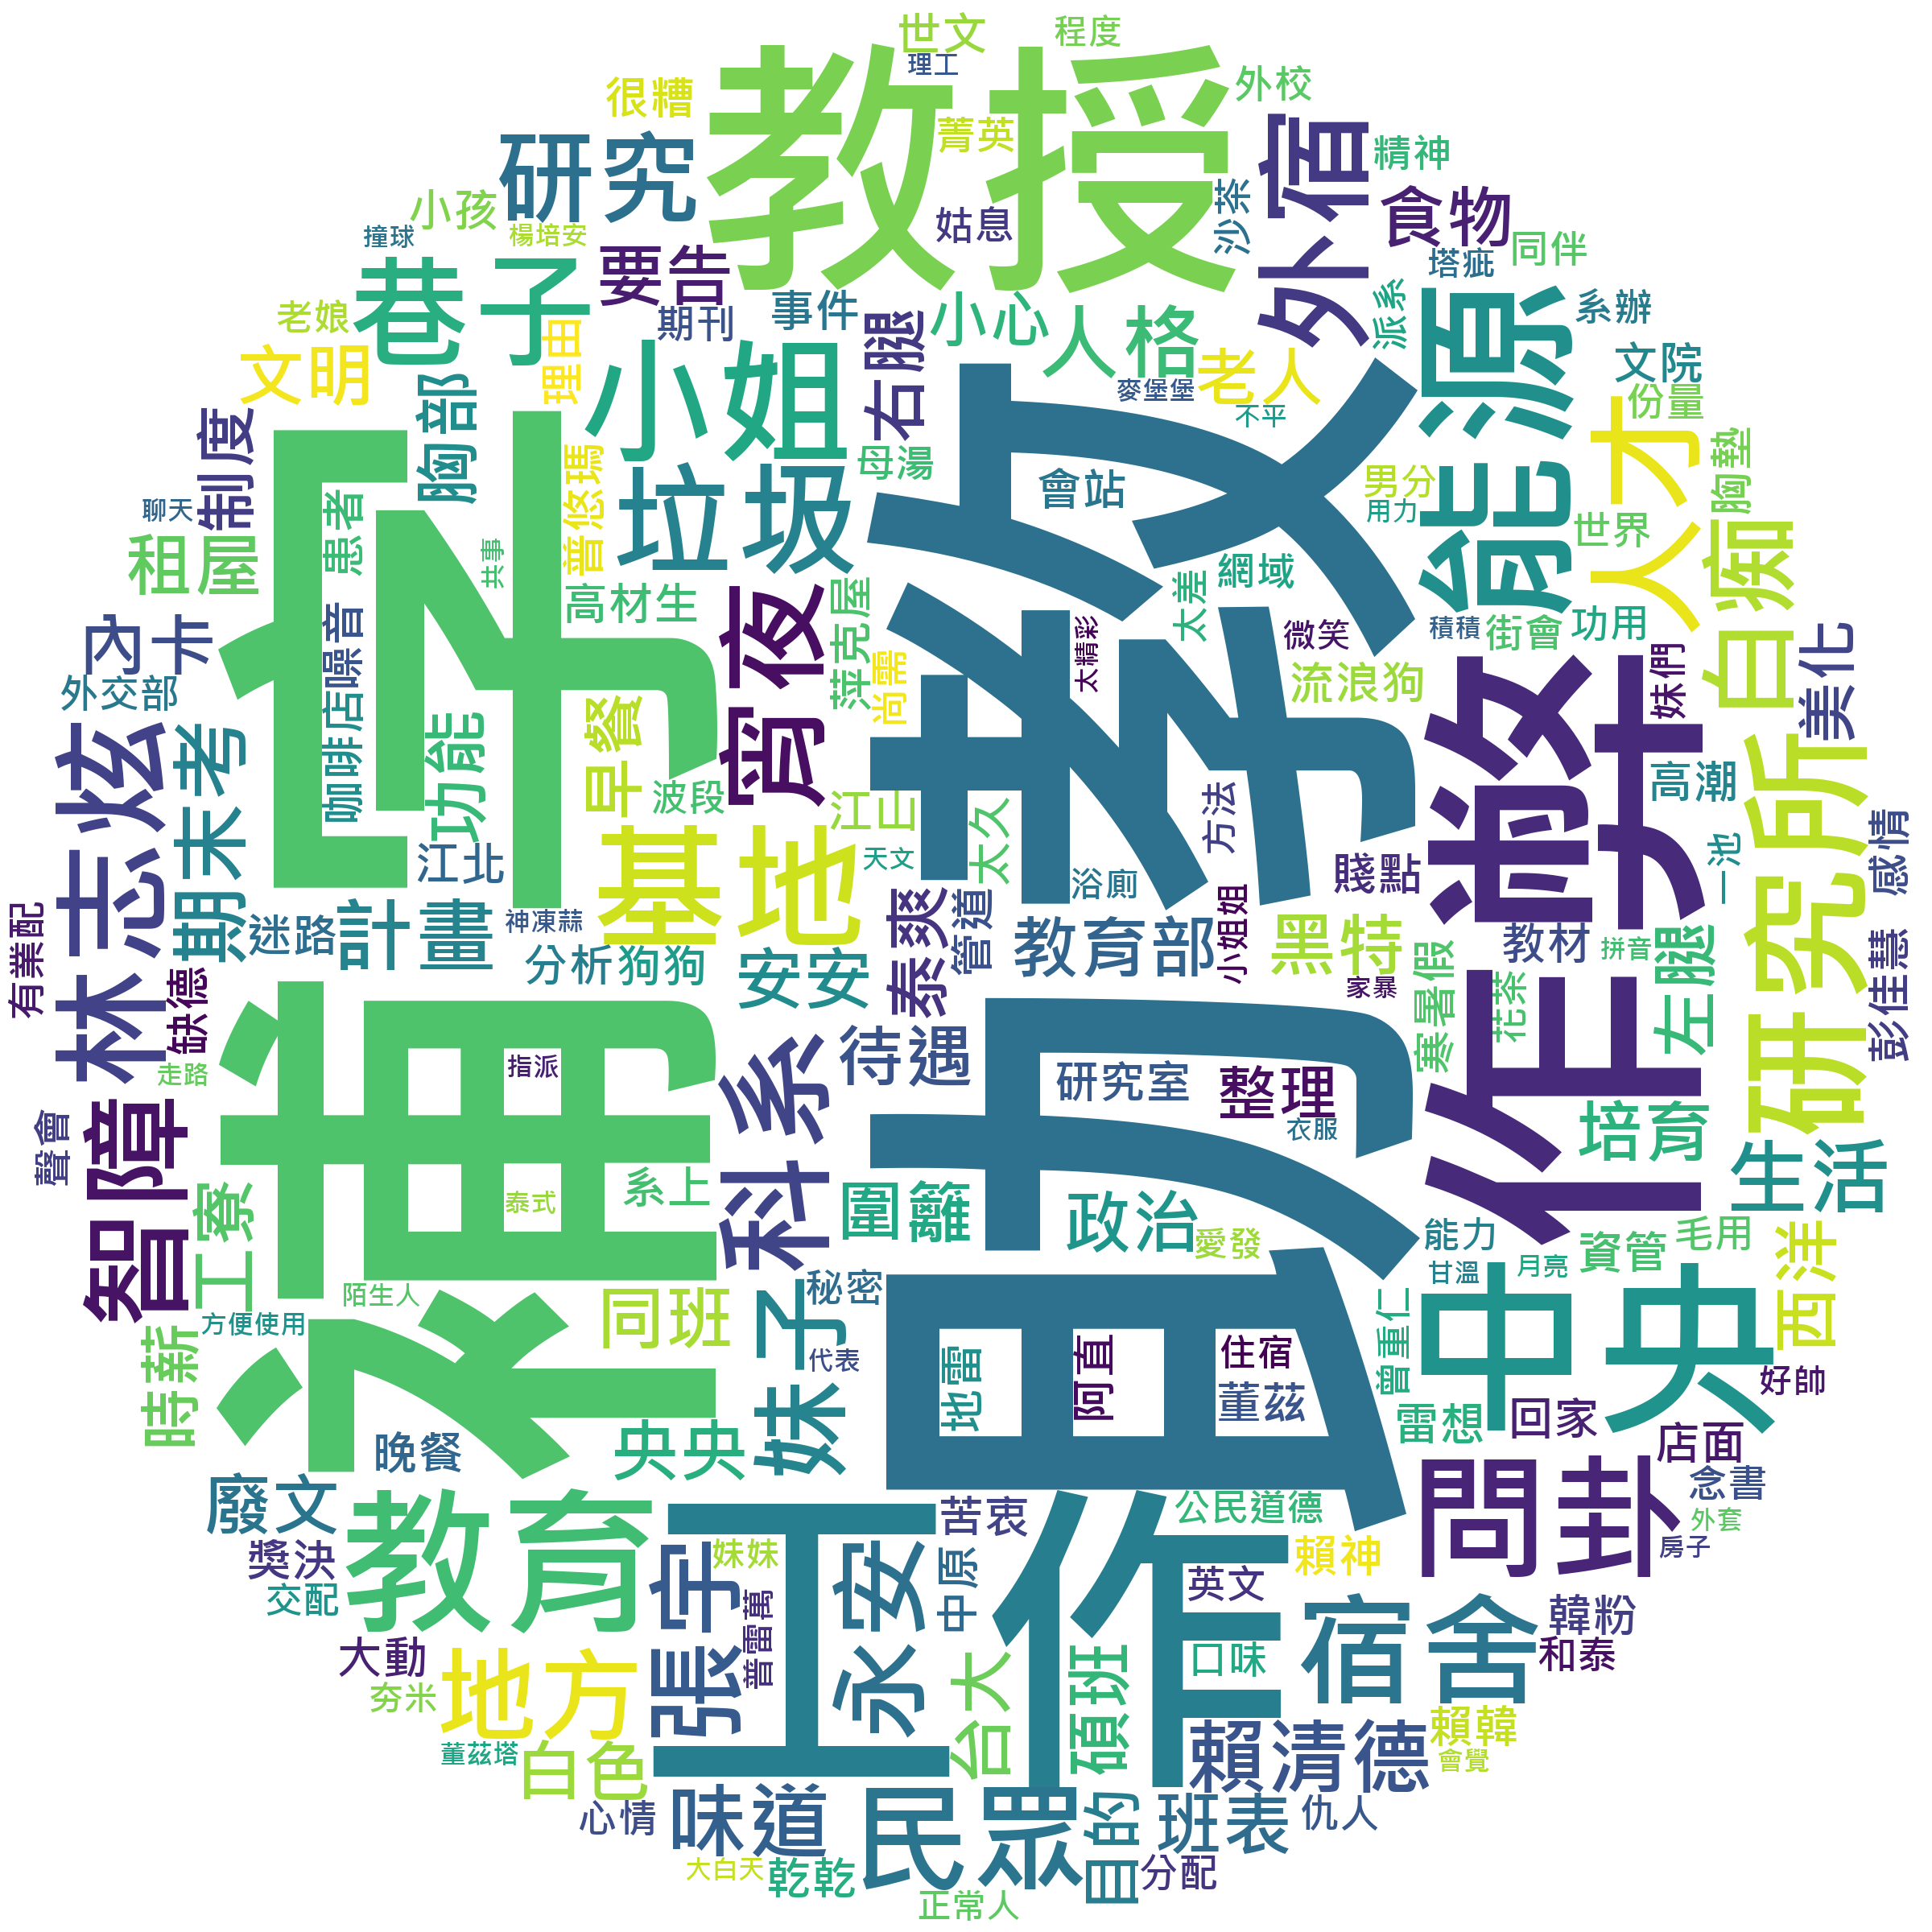 世文
程度
理工
教授
外校
很糟
菁英
外宿
精神
研究
姑息
沙茶
食物
小孩
撞球
楊培安
要告
塔疵
同伴
巷子
老娘
期刊
事件
小心
人格
右腿
派系
能源
系辦
理由
文明
小姐
老人
麥堡堡
不平
文院
份量
人才
胸部
制度
母湯
教務
會站
男分
用力
胸墊
聊天
患者
普悠瑪
垃圾
世界
白痴
租屋
共事
高材生
宵夜
萍克屋
太差
網域
積積
街會
功用
微笑
太精彩
內卡
噪音
外交部
咖啡店
尚需
流浪狗
妹們
美化
林志炫
期末考
功能
早餐
波段
江山
太久
方法
高潮
研究所
基地
江北
天文
浴廁
賤點
一池
感情
有業配
缺德
迷路
計畫
神凍蒜
分析
狗狗
安安
泰爽
管道
教育部
小姐姐
黑特
家暴
教材
拼音
左腿
彭佳慧
寒暑假
花茶
走路
指派
科系
待遇
研究室
整理
衣服
培育
生活
聲會
智障
工寮
泰式
系上
圍籬
政治
愛發
能力
甘溫
月亮
資管
毛用
西洋
方便使用
陌生人
同班
妹子
秘密
代表
地雷
阿直
住宿
董茲
曾重仁
中央
好帥
時薪
央央
晚餐
雷想
回家
店面
廢文
獎決
交配
教育
妹妹
工作
苦衷
公民道德
賴神
問卦
念書
外套
房子
張宇
永安
中原
英文
宿舍
韓粉
和泰
大動
夯米
普雷萬
地方
董茲塔
白色
台大
碩班
口味
賴清德
賴韓
會覺
心情
味道
民眾
目的
班表
仇人
大白天
乾乾
分配
正常人